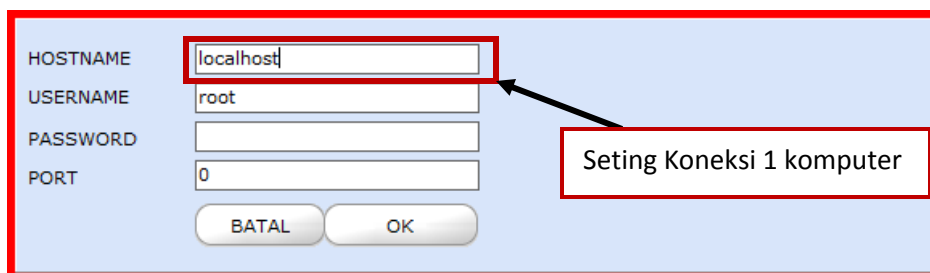 HOSTNAME localhost
USERNAME root
PASSWORD
PORT 0
BATAL OK
Seting Koneksi 1 komputer